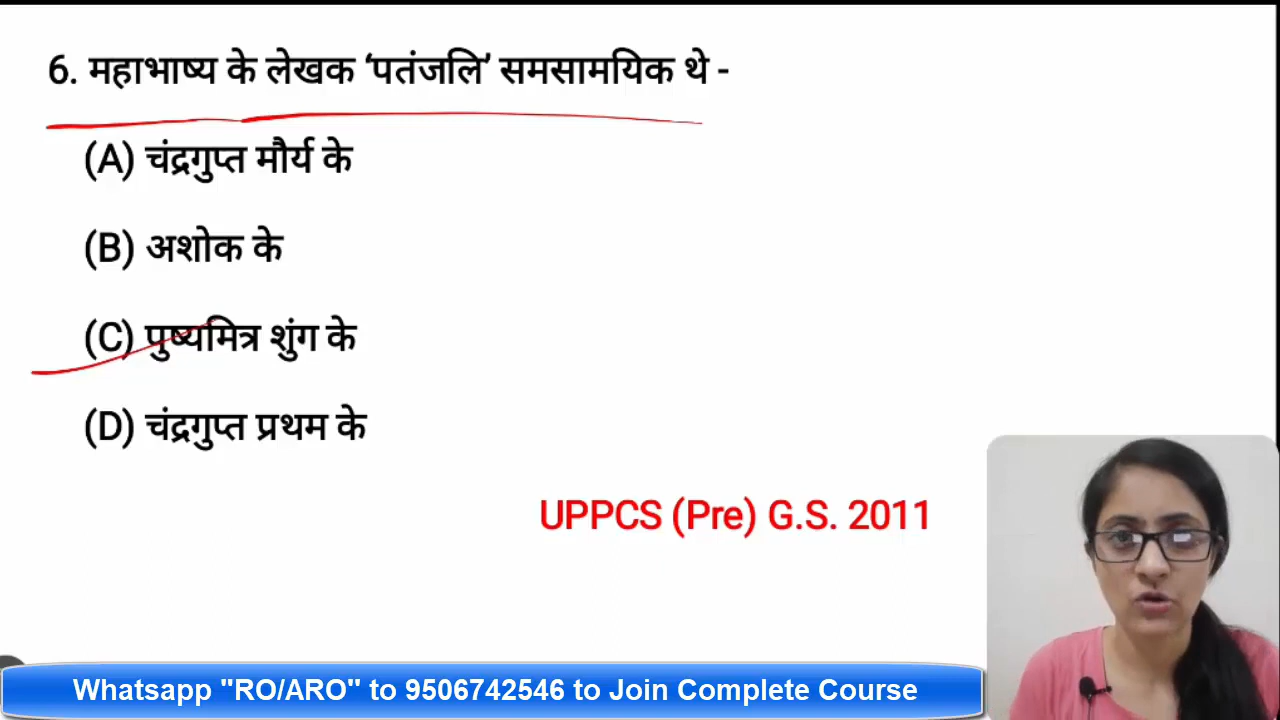 6. महाभाष्य के लेखक ‘पतंजलि’ समसामयिक थे -
(A) चंद्रगुप्त मौर्य के
(B) अशोक के
(C) पुष्यमित्र शुंग के
(D) चंद्रगुप्त प्रथम के
UPPCS (Pre) G.S. 2011
Whatsapp "RO/ARO" to 9506742546 to Join Complete Course